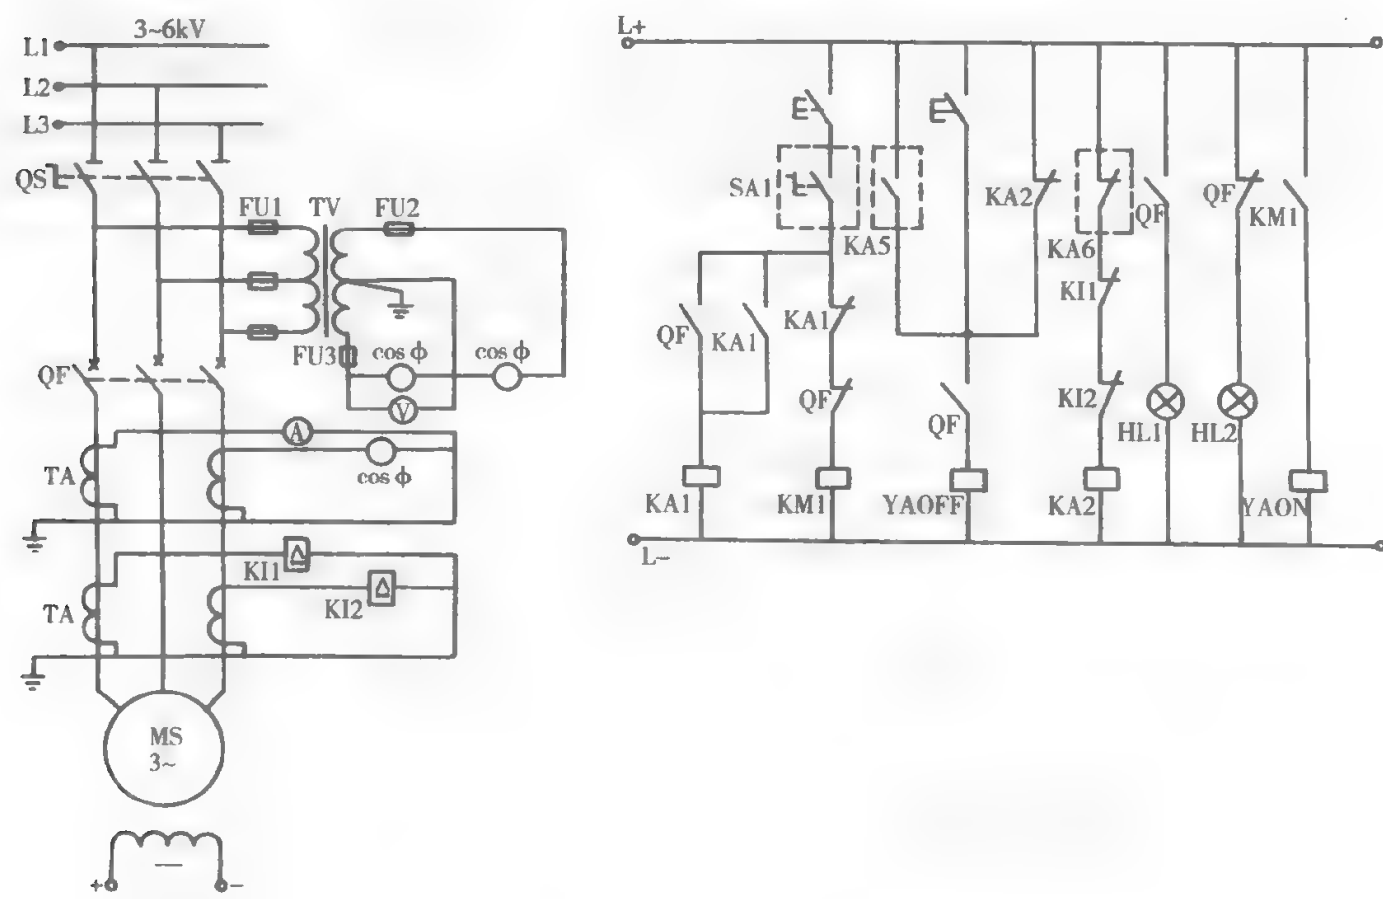 3~6kV
L1
L2
L3
QS
FU1
TV
FU2
FU3
cos ϕ
cos ϕ
QF
V
A
TA
cos ϕ
KI1
KI2
TA
MS
3~
+
−
L+
SA1
KA5
KA2
KA6
QF
QF
KM1
KI1
QF
KA1
KA1
QF
QF
KI2
HL1
HL2
KA1
KM1
YAOFF
KA2
YAON
L−